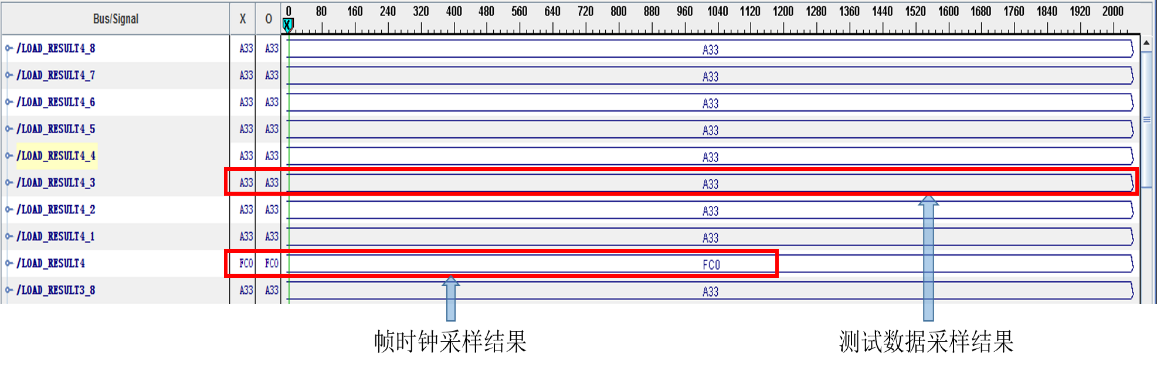 Bus/Signal X O 0 80 160 240 320 400 480 560 640 720 800 880 960 1040 1120 1200 1280 1360 1440 1520 1600 1680 1760 1840 1920 2000
X
/LOAD_RESULT4_8 A33 A33 A33
/LOAD_RESULT4_7 A33 A33 A33
/LOAD_RESULT4_6 A33 A33 A33
/LOAD_RESULT4_5 A33 A33 A33
/LOAD_RESULT4_4 A33 A33 A33
/LOAD_RESULT4_3 A33 A33 A33
/LOAD_RESULT4_2 A33 A33 A33
/LOAD_RESULT4_1 A33 A33 A33
/LOAD_RESULT4 FC0 FC0 FC0
/LOAD_RESULT3_8 A33 A33 A33
帧时钟采样结果 测试数据采样结果